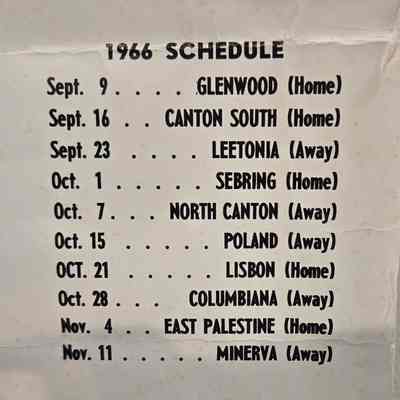 1966 SCHEDULE
Sept. 9 . . . . GLENWOOD (Home)
Sept. 16 . . CANTON SOUTH (Home)
Sept. 23 . . . . LEETONIA (Away)
Oct. 1 . . . . . SEBRING (Home)
Oct. 7 . . . NORTH CANTON (Away)
Oct. 15 . . . . . POLAND (Away)
OCT. 21 . . . . . LISBON (Home)
Oct. 28 . . . COLUMBIANA (Away)
Nov. 4 . . EAST PALESTINE (Home)
Nov. 11 . . . . . MINERVA (Away)